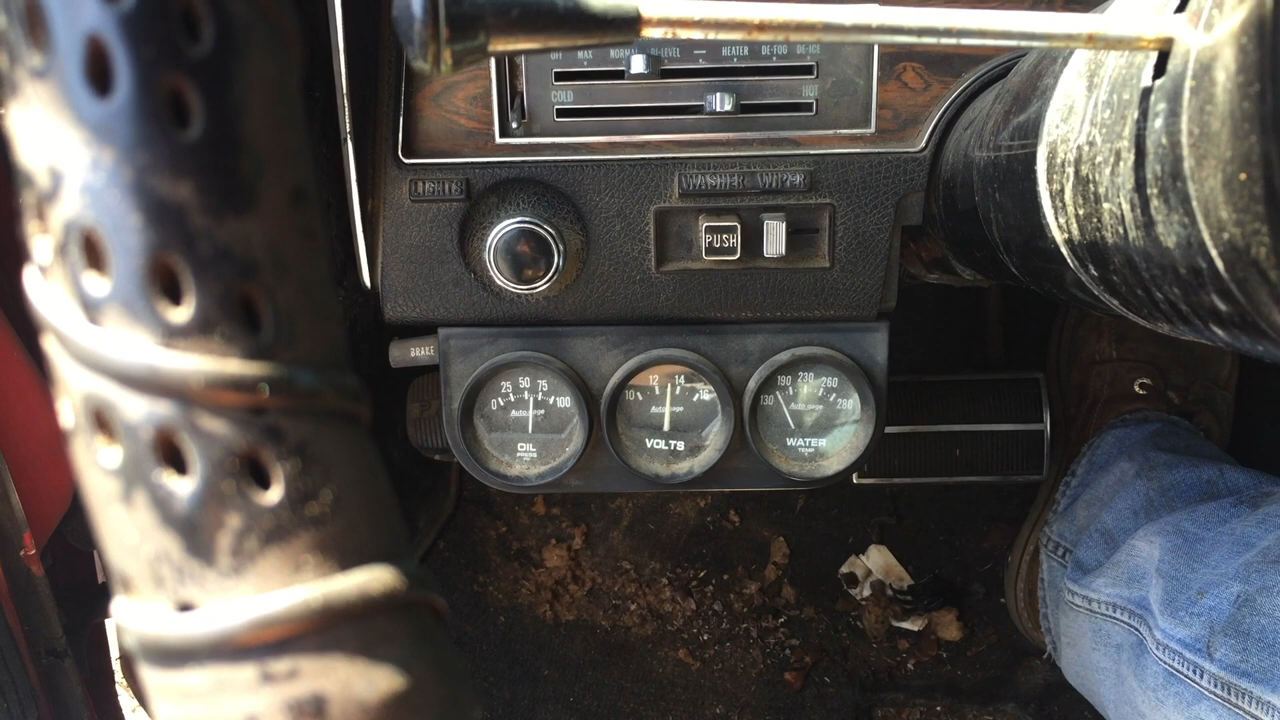 OFF MAX NORMAL BI-LEVEL — HEATER DE-FOG DE-ICE
COLD HOT
LIGHTS
WASHER WIPER
PUSH
BRAKE
0 25 50 75 100
Auto gage
OIL
PRESS
10 12 14 16
Auto gage
VOLTS
130 190 230 260 280
Auto gage
WATER
TEMP